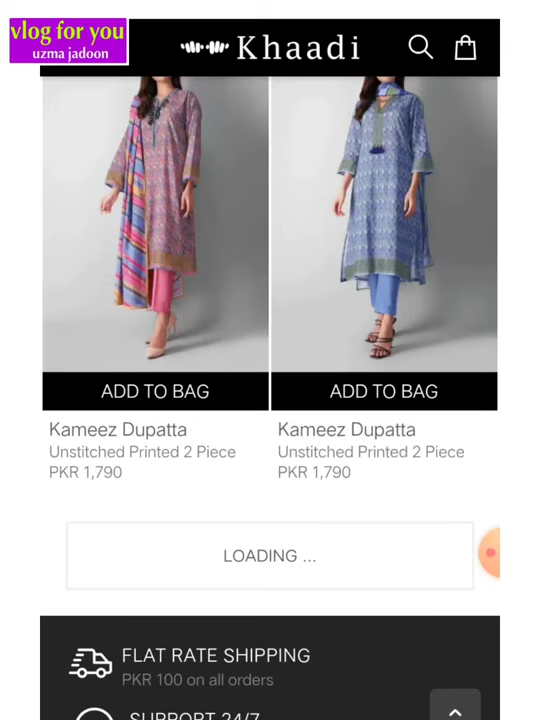 vlog for you
uzma jadoon
Khaadi
ADD TO BAG
ADD TO BAG
Kameez Dupatta
Unstitched Printed 2 Piece
PKR 1,790
Kameez Dupatta
Unstitched Printed 2 Piece
PKR 1,790
LOADING ...
FLAT RATE SHIPPING
PKR 100 on all orders
SUPPORT 24/7